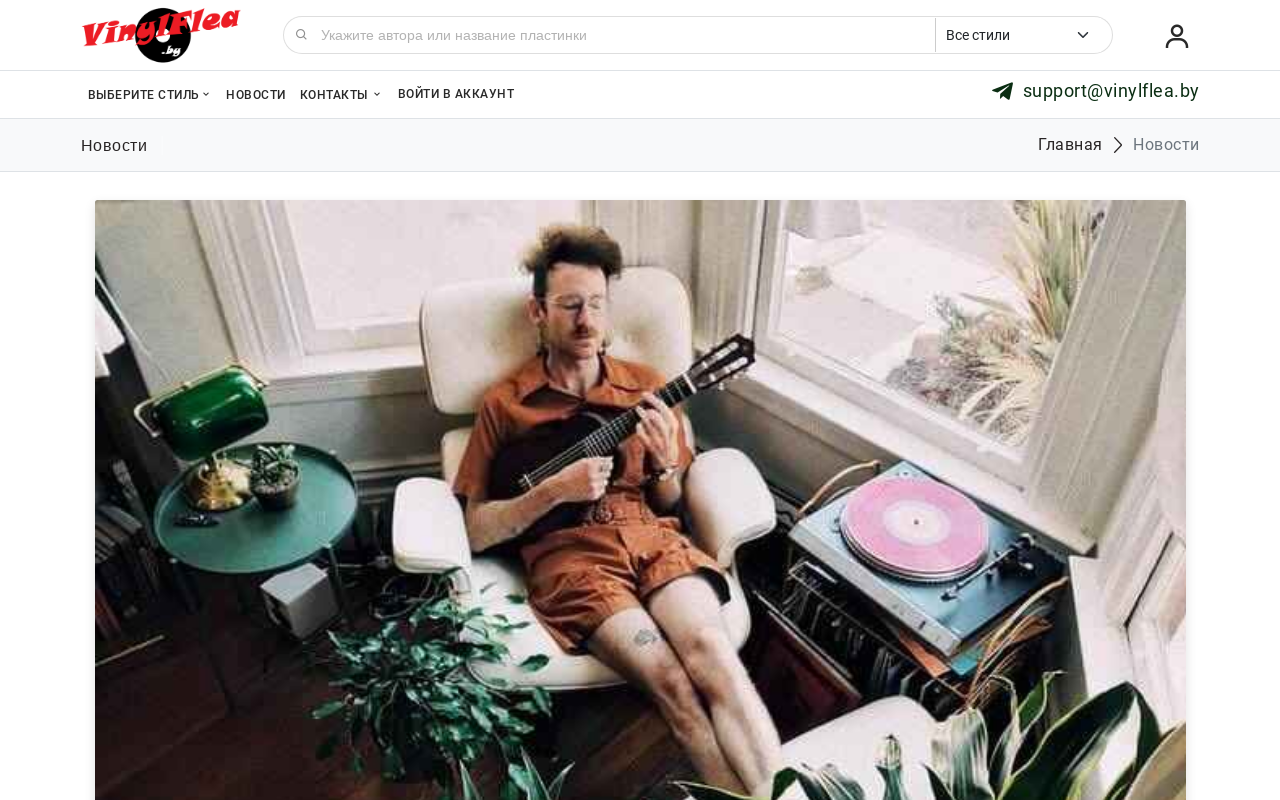 VinylFlea
.by
Укажите автора или название пластинки
Все стили
ВЫБЕРИТЕ СТИЛЬ
НОВОСТИ
КОНТАКТЫ
ВОЙТИ В АККАУНТ
support@vinylflea.by
Новости
Главная
Новости